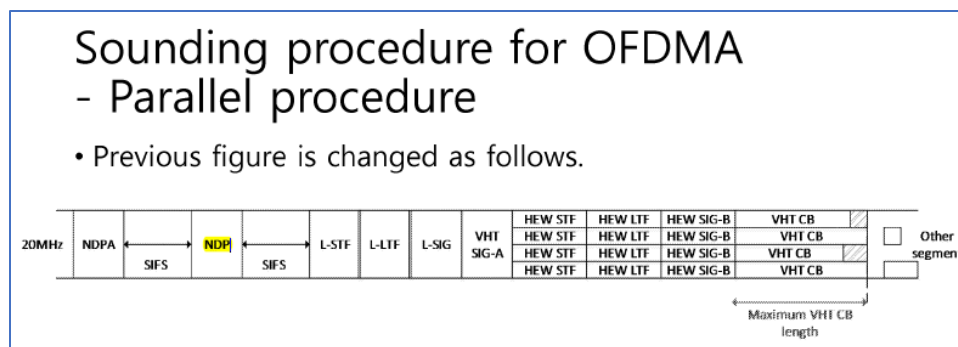 Sounding procedure for OFDMA
- Parallel procedure
• Previous figure is changed as follows.
20MHz NDPA SIFS NDP SIFS L-STF L-LTF L-SIG VHT SIG-A
HEW STF HEW LTF HEW SIG-B VHT CB
HEW STF HEW LTF HEW SIG-B VHT CB
HEW STF HEW LTF HEW SIG-B VHT CB
HEW STF HEW LTF HEW SIG-B VHT CB
Other
segmen
Maximum VHT CB
length